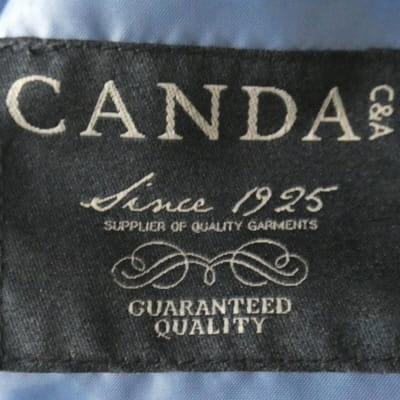 CANDA C&A
Since 1925
SUPPLIER OF QUALITY GARMENTS
GUARANTEED
QUALITY